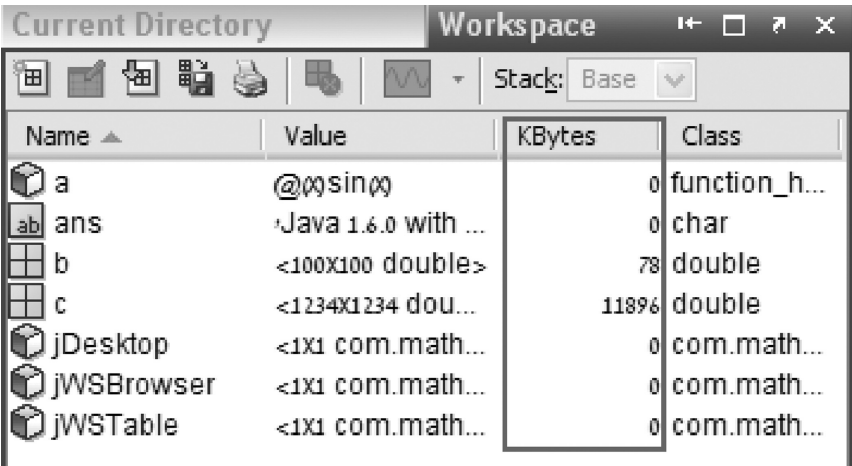 Current Directory Workspace
Stack: Base
Name Value KBytes Class
a @(x)sin(x) 0 function_h...
ab ans 'Java 1.6.0 with ... 0 char
b <100X100 double> 78 double
c <1234X1234 dou... 11896 double
jDesktop <1X1 com.math... 0 com.math...
jWSBrowser <1X1 com.math... 0 com.math...
jWSTable <1X1 com.math... 0 com.math...